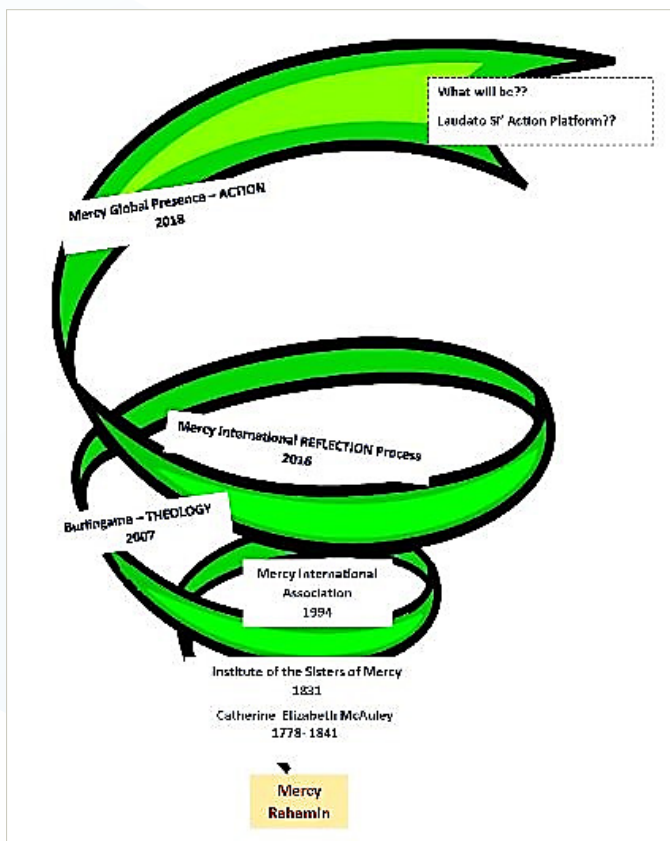 What will be??
Laudato Si' Action Platform??
Mercy Global Presence – ACTION
2018
Mercy International REFLECTION Process
2016
Burlingame – THEOLOGY
2007
Mercy International
Association
1994
Institute of the Sisters of Mercy
1831
Catherine Elizabeth McAuley
1778- 1841
Mercy
Rahamin